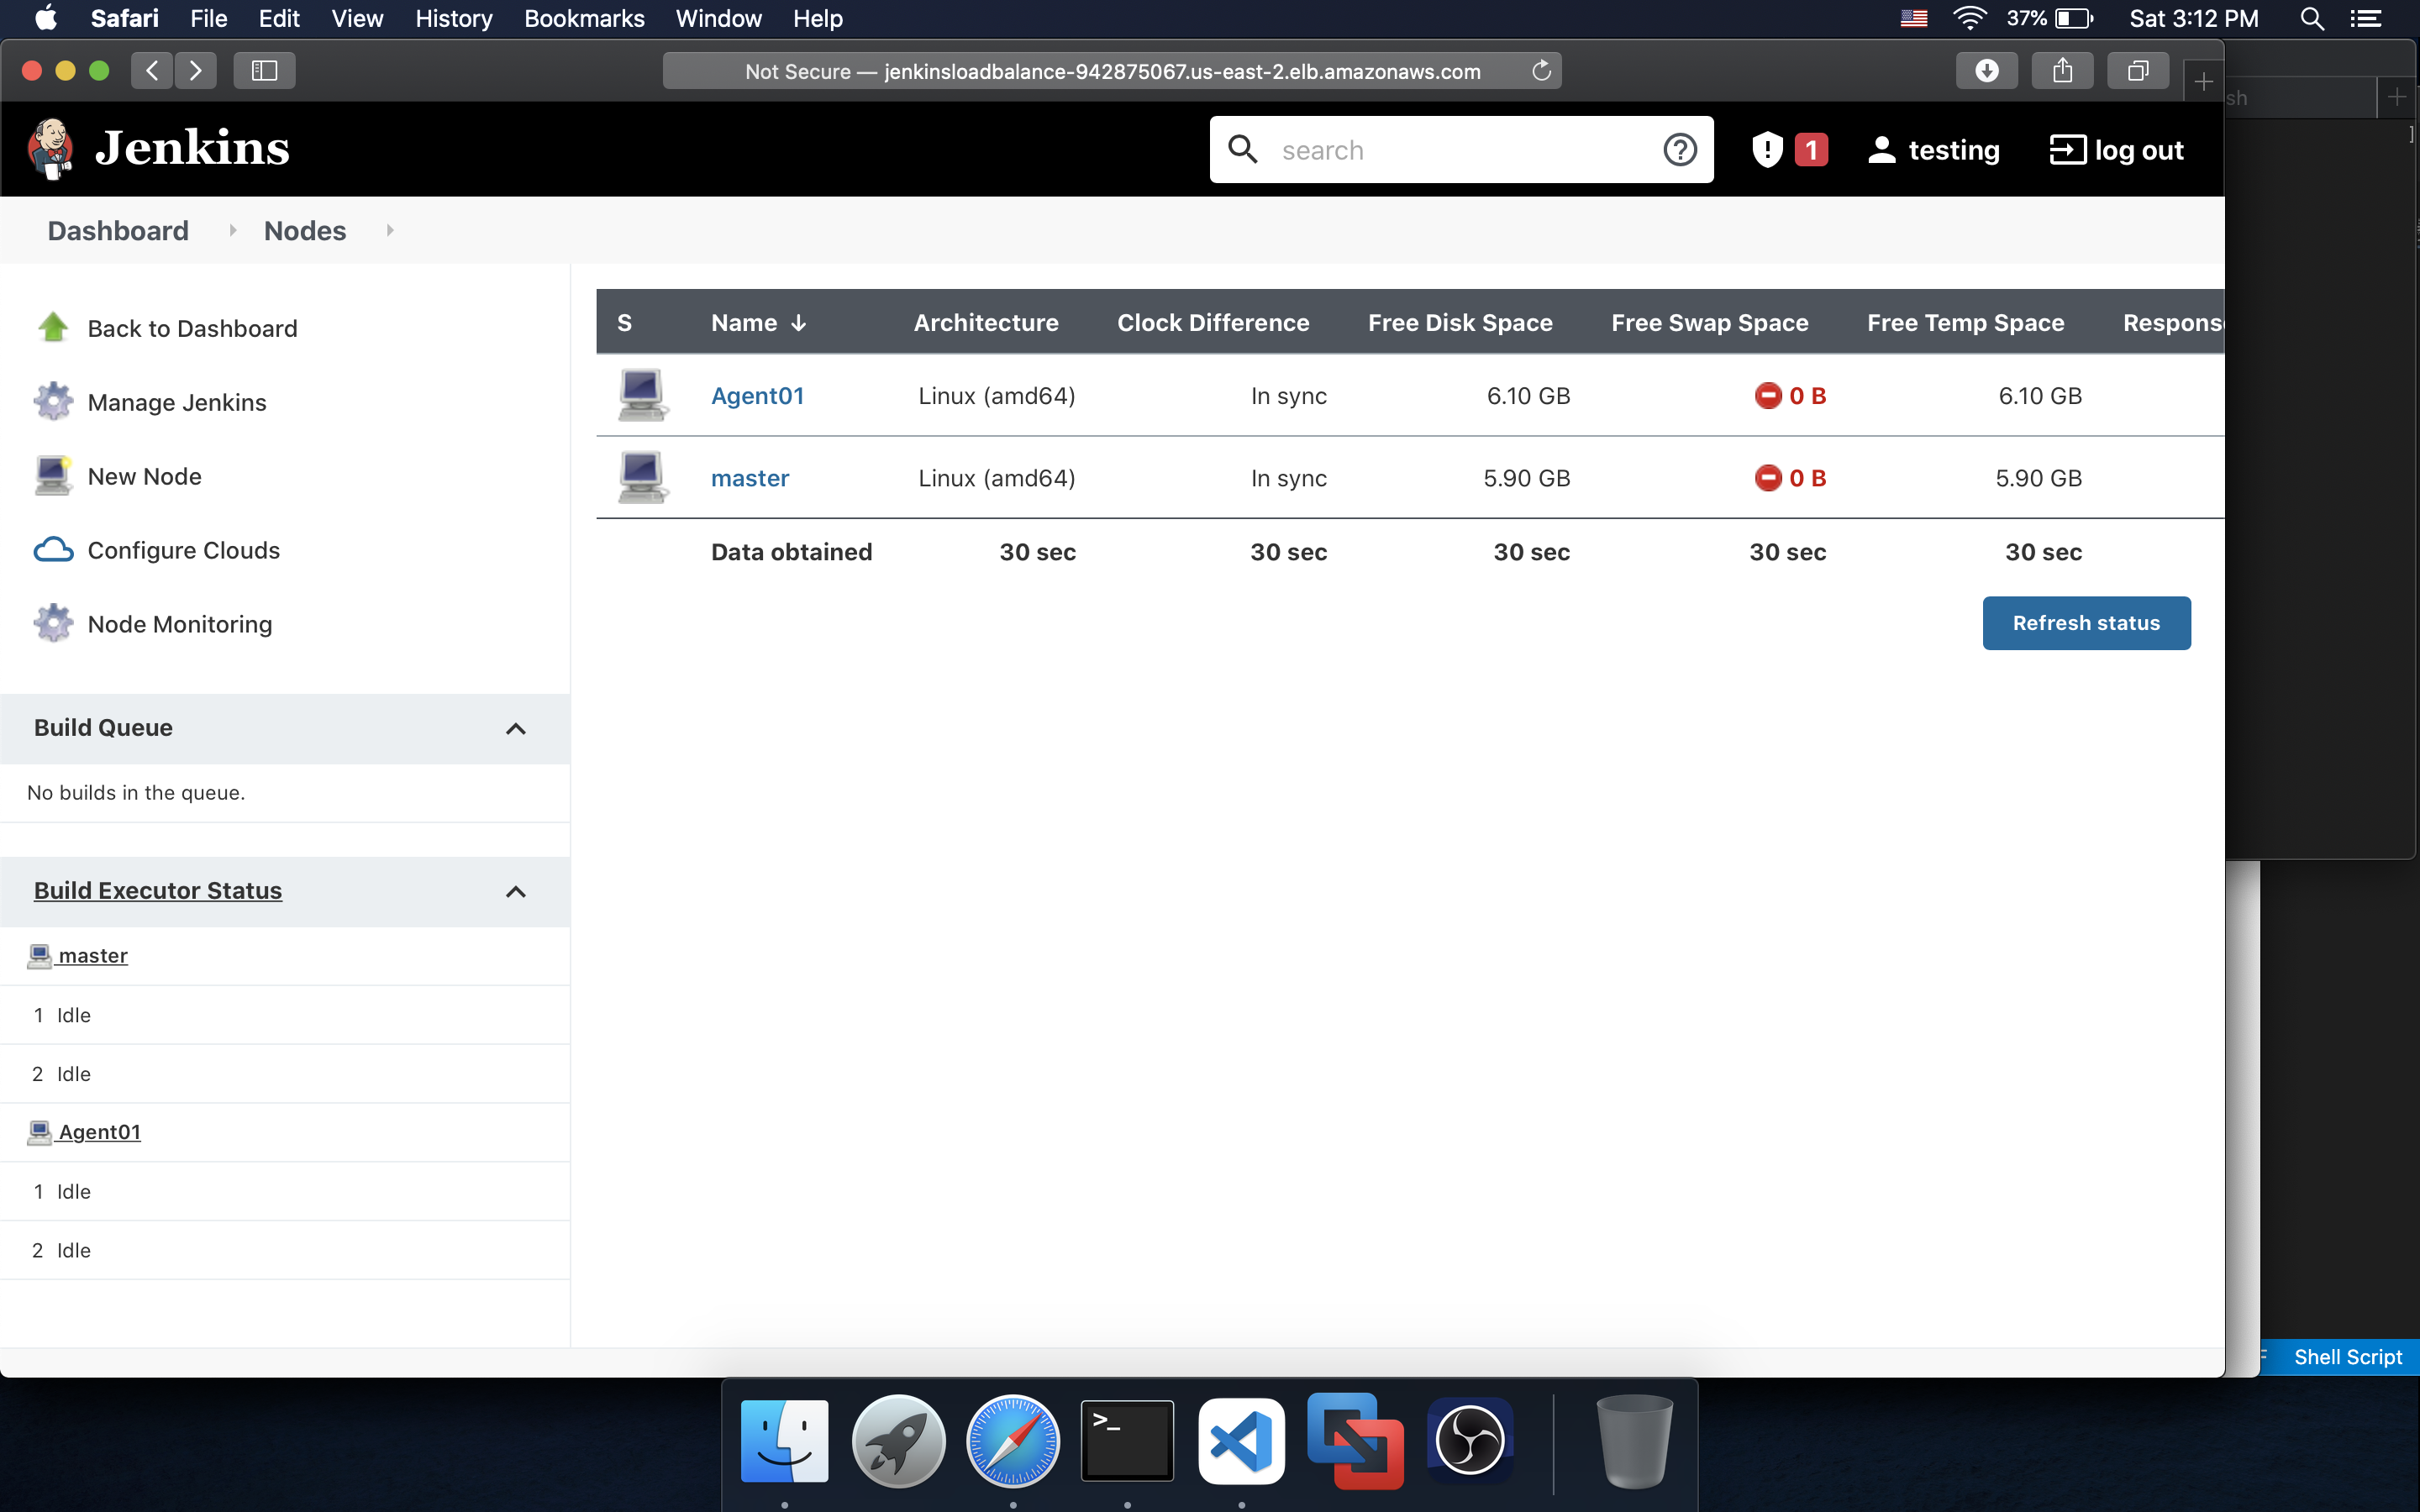 Safari File Edit View History Bookmarks Window Help 37% Sat 3:12 PM
Not Secure — jenkinsloadbalance-942875067.us-east-2.elb.amazonaws.com
sh
Jenkins search 1 testing log out
Dashboard Nodes
Back to Dashboard
Manage Jenkins
New Node
Configure Clouds
Node Monitoring
Build Queue
No builds in the queue.
Build Executor Status
master
1 Idle
2 Idle
Agent01
1 Idle
2 Idle
S Name ↓ Architecture Clock Difference Free Disk Space Free Swap Space Free Temp Space Respons
Agent01 Linux (amd64) In sync 6.10 GB 0 B 6.10 GB
master Linux (amd64) In sync 5.90 GB 0 B 5.90 GB
Data obtained 30 sec 30 sec 30 sec 30 sec 30 sec
Refresh status
Shell Script